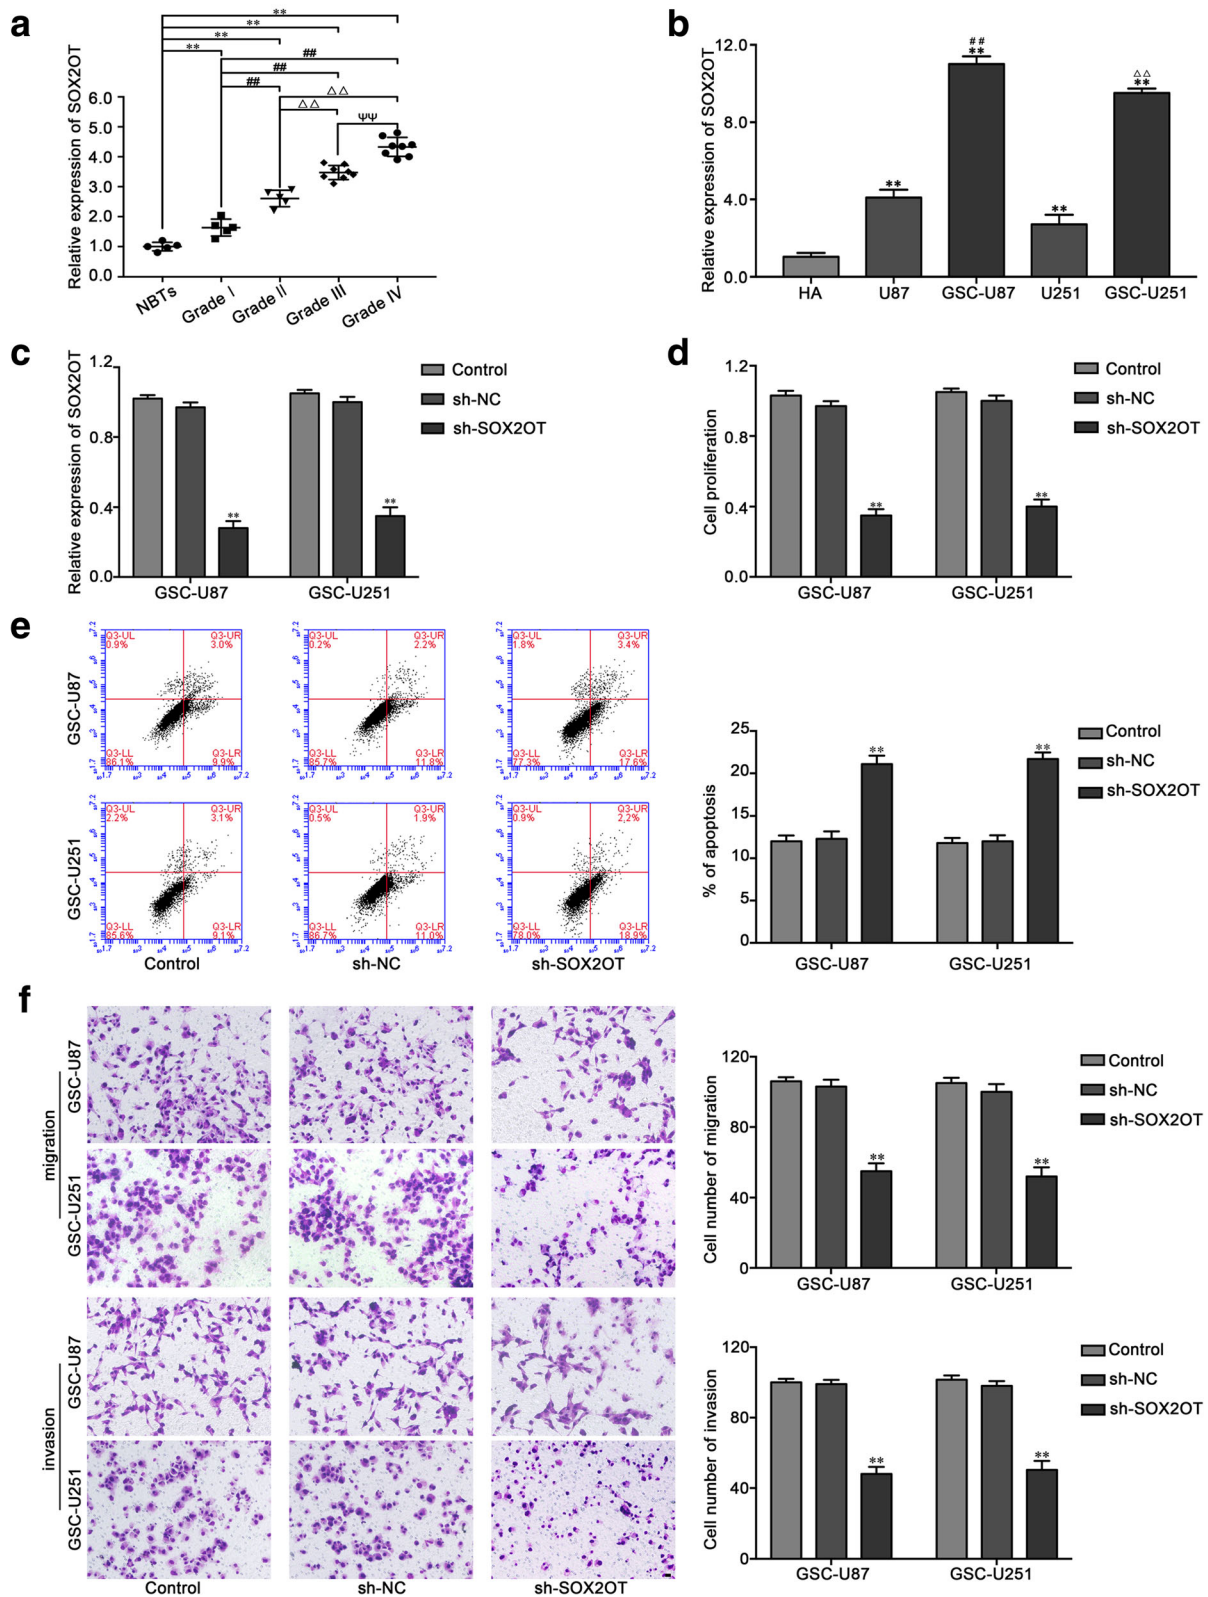 a
**
**
**
**
##
##
##
△△
△△
ΨΨ
Relative expression of SOX2OT
6.0
5.0
4.0
3.0
2.0
1.0
0.0
NBTs
Grade I
Grade II
Grade III
Grade IV
b
Relative expression of SOX2OT
12.0
8.0
4.0
0.0
**
##
**
**
△△
**
HA
U87
GSC-U87
U251
GSC-U251
c
Relative expression of SOX2OT
1.2
0.8
0.4
0.0
**
**
GSC-U87
GSC-U251
Control
sh-NC
sh-SOX2OT
d
Cell proliferation
1.2
0.8
0.4
0.0
**
**
GSC-U87
GSC-U251
Control
sh-NC
sh-SOX2OT
e
GSC-U87
Q3-UL
0.9%
Q3-UR
3.0%
Q3-LL
86.1%
Q3-LR
9.9%
Q3-UL
0.2%
Q3-UR
2.2%
Q3-LL
85.7%
Q3-LR
11.8%
Q3-UL
1.8%
Q3-UR
3.4%
Q3-LL
77.3%
Q3-LR
17.6%
GSC-U251
Q3-UL
2.2%
Q3-UR
3.1%
Q3-LL
85.6%
Q3-LR
9.1%
Q3-UL
0.5%
Q3-UR
1.9%
Q3-LL
86.7%
Q3-LR
11.0%
Q3-UL
0.9%
Q3-UR
2,2%
Q3-LL
78.0%
Q3-LR
18.9%
Control
sh-NC
sh-SOX2OT
% of apoptosis
25
20
15
10
5
0
**
**
GSC-U87
GSC-U251
Control
sh-NC
sh-SOX2OT
f
migration
GSC-U87
GSC-U251
invasion
GSC-U87
GSC-U251
Control
sh-NC
sh-SOX2OT
Cell number of migration
120
80
40
0
**
**
GSC-U87
GSC-U251
Control
sh-NC
sh-SOX2OT
Cell number of invasion
120
80
40
0
**
**
GSC-U87
GSC-U251
Control
sh-NC
sh-SOX2OT